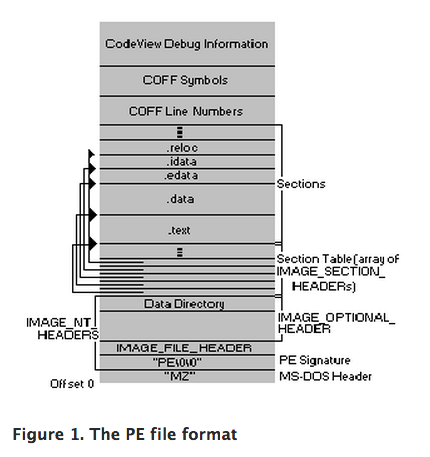 CodeView Debug Information
COFF Symbols
COFF Line Numbers
.reloc
.idata
.edata
.data
.text
Sections
Section Table (array of
IMAGE_SECTION_
HEADERs)
Data Directory
IMAGE_OPTIONAL_
HEADER
IMAGE_NT_
HEADERS
IMAGE_FILE_HEADER
"PE\0\0"
PE Signature
"MZ"
MS-DOS Header
Offset 0
Figure 1. The PE file format